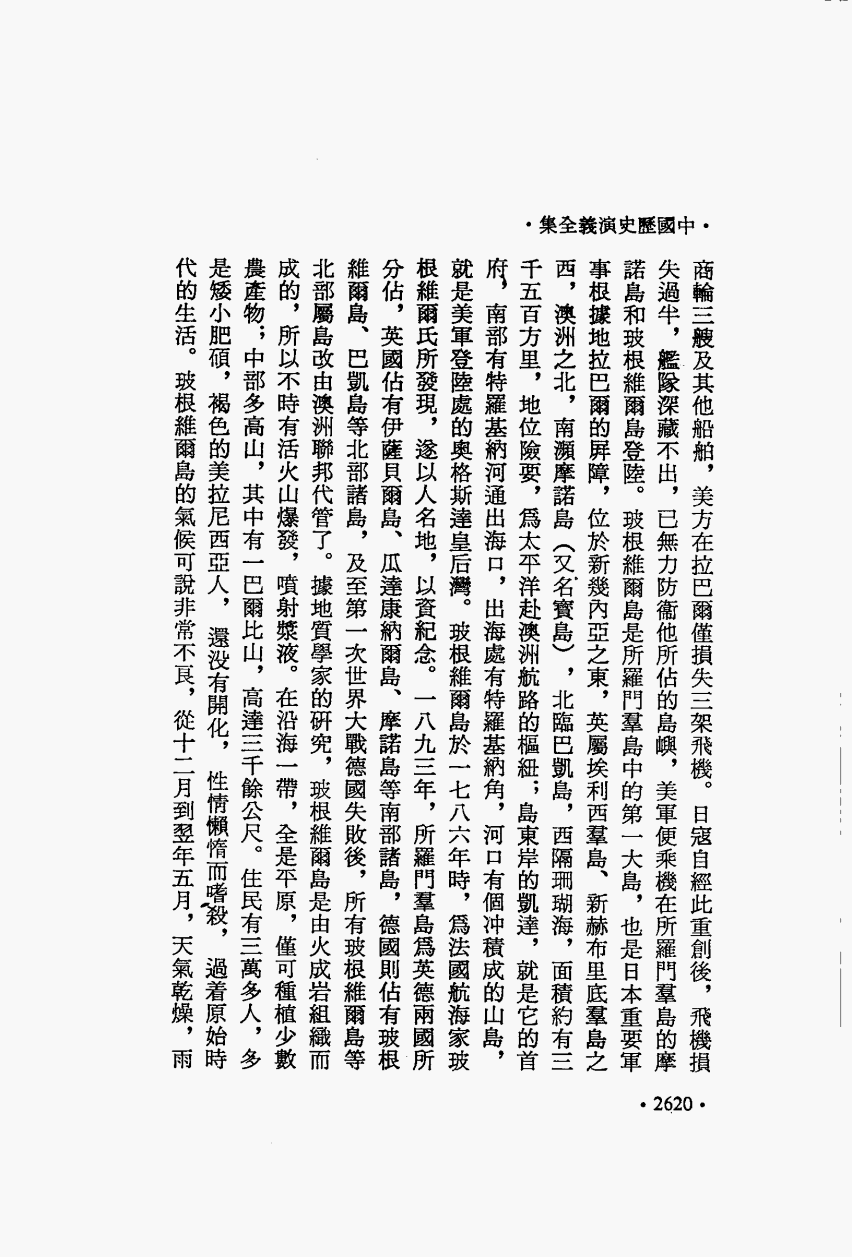 ·中國歷史演義全集·
商輪三艘及其他船舶，美方在拉巴爾僅損失三架飛機。日寇自經此重創後，飛機損
失過半，艦隊深藏不出，已無力防衞他所佔的島嶼，美軍便乘機在所羅門羣島的摩
諾島和玻根維爾島登陸。玻根維爾島是所羅門羣島中的第一大島，也是日本重要軍
事根據地拉巴爾的屏障，位於新幾內亞之東，英屬埃利西羣島、新赫布里底羣島之
西，澳洲之北，南瀕摩諾島（又名寶島），北臨巴凱島，西隔珊瑚海，面積約有三
千五百方里，地位險要，爲太平洋赴澳洲航路的樞紐；島東岸的凱達，就是它的首
府，南部有特羅基納河通出海口，出海處有特羅基納角，河口有個冲積成的山島，
就是美軍登陸處的奧格斯達皇后灣。玻根維爾島於一七八六年時，爲法國航海家玻
根維爾氏所發現，遂以人名地，以資紀念。一八九三年，所羅門羣島爲英德兩國所
分佔，英國佔有伊薩貝爾島、瓜達康納爾島、摩諾島等南部諸島，德國則佔有玻根
維爾島、巴凱島等北部諸島，及至第一次世界大戰德國失敗後，所有玻根維爾島等
北部屬島改由澳洲聯邦代管了。據地質學家的研究，玻根維爾島是由火成岩組織而
成的，所以不時有活火山爆發，噴射漿液。在沿海一帶，全是平原，僅可種植少數
農產物；中部多高山，其中有一巴爾比山，高達三千餘公尺。住民有三萬多人，多
是矮小肥碩，褐色的美拉尼西亞人，還没有開化，性情懶惰而嗜殺，過着原始時
代的生活。玻根維爾島的氣候可說非常不良，從十二月到翌年五月，天氣乾燥，雨
·2620·